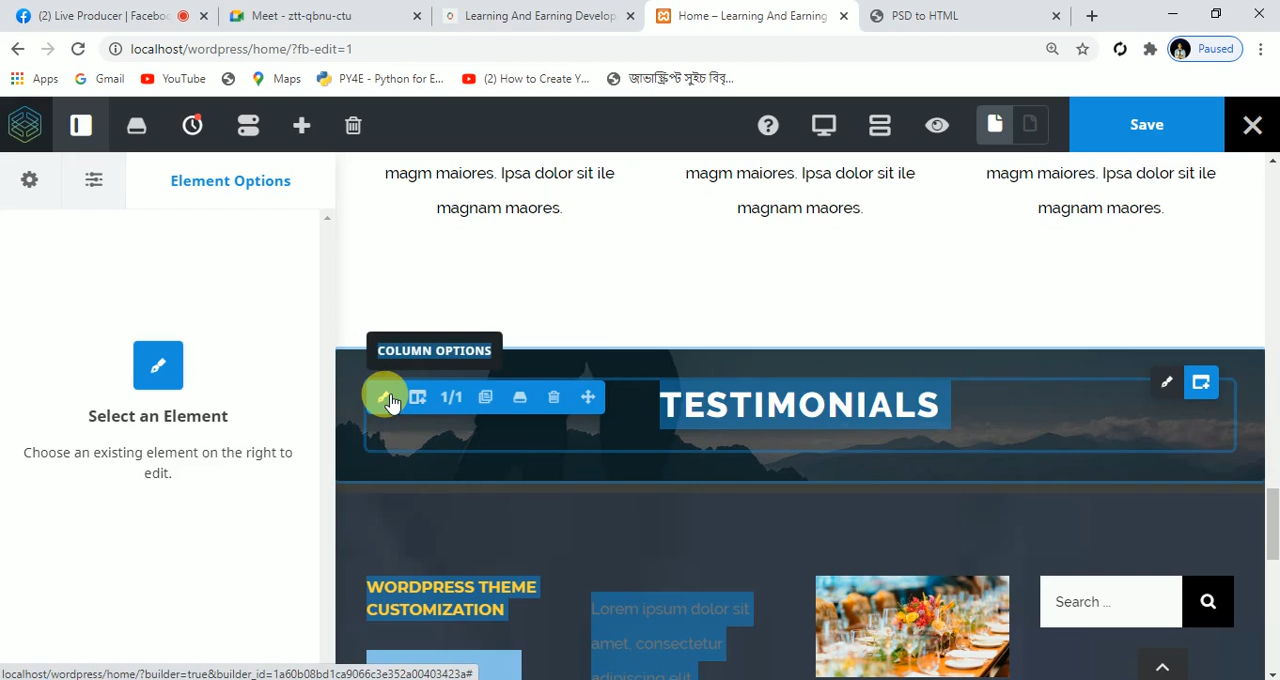 (2) Live Producer | Faceboo
Meet - ztt-qbnu-ctu
Learning And Earning Develop
Home – Learning And Earning
PSD to HTML
localhost/wordpress/home/?fb-edit=1
Paused
Apps
Gmail
YouTube
Maps
PY4E - Python for E...
(2) How to Create Y...
জাভাস্ক্রিপ্ট সুইচ বিবৃ...
Save
Element Options
magm maiores. Ipsa dolor sit ile
magnam maores.
magm maiores. Ipsa dolor sit ile
magnam maores.
magm maiores. Ipsa dolor sit ile
magnam maores.
COLUMN OPTIONS
1/1
TESTIMONIALS
Select an Element
Choose an existing element on the right to
edit.
WORDPRESS THEME
CUSTOMIZATION
Lorem ipsum dolor sit
amet, consectetur
adipiscing elit
Search ...
localhost/wordpress/home/?builder=true&builder_id=1a60b08bd1ca9066c3e352a00403423a#